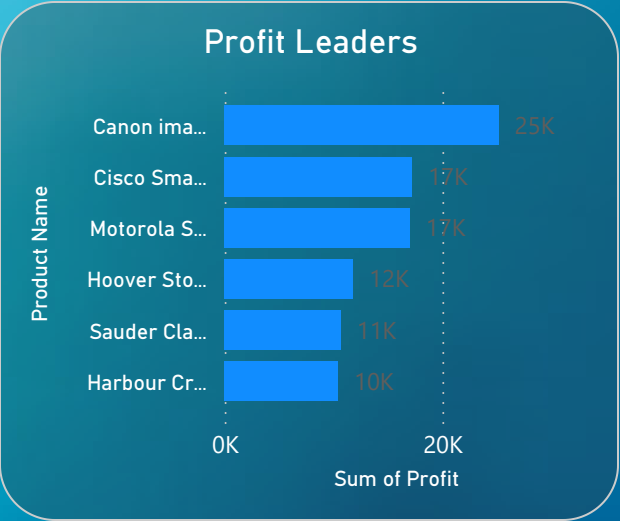 Profit Leaders
Product Name
Canon ima... 25K
Cisco Sma... 17K
Motorola S... 17K
Hoover Sto... 12K
Sauder Cla... 11K
Harbour Cr... 10K
0K 20K
Sum of Profit